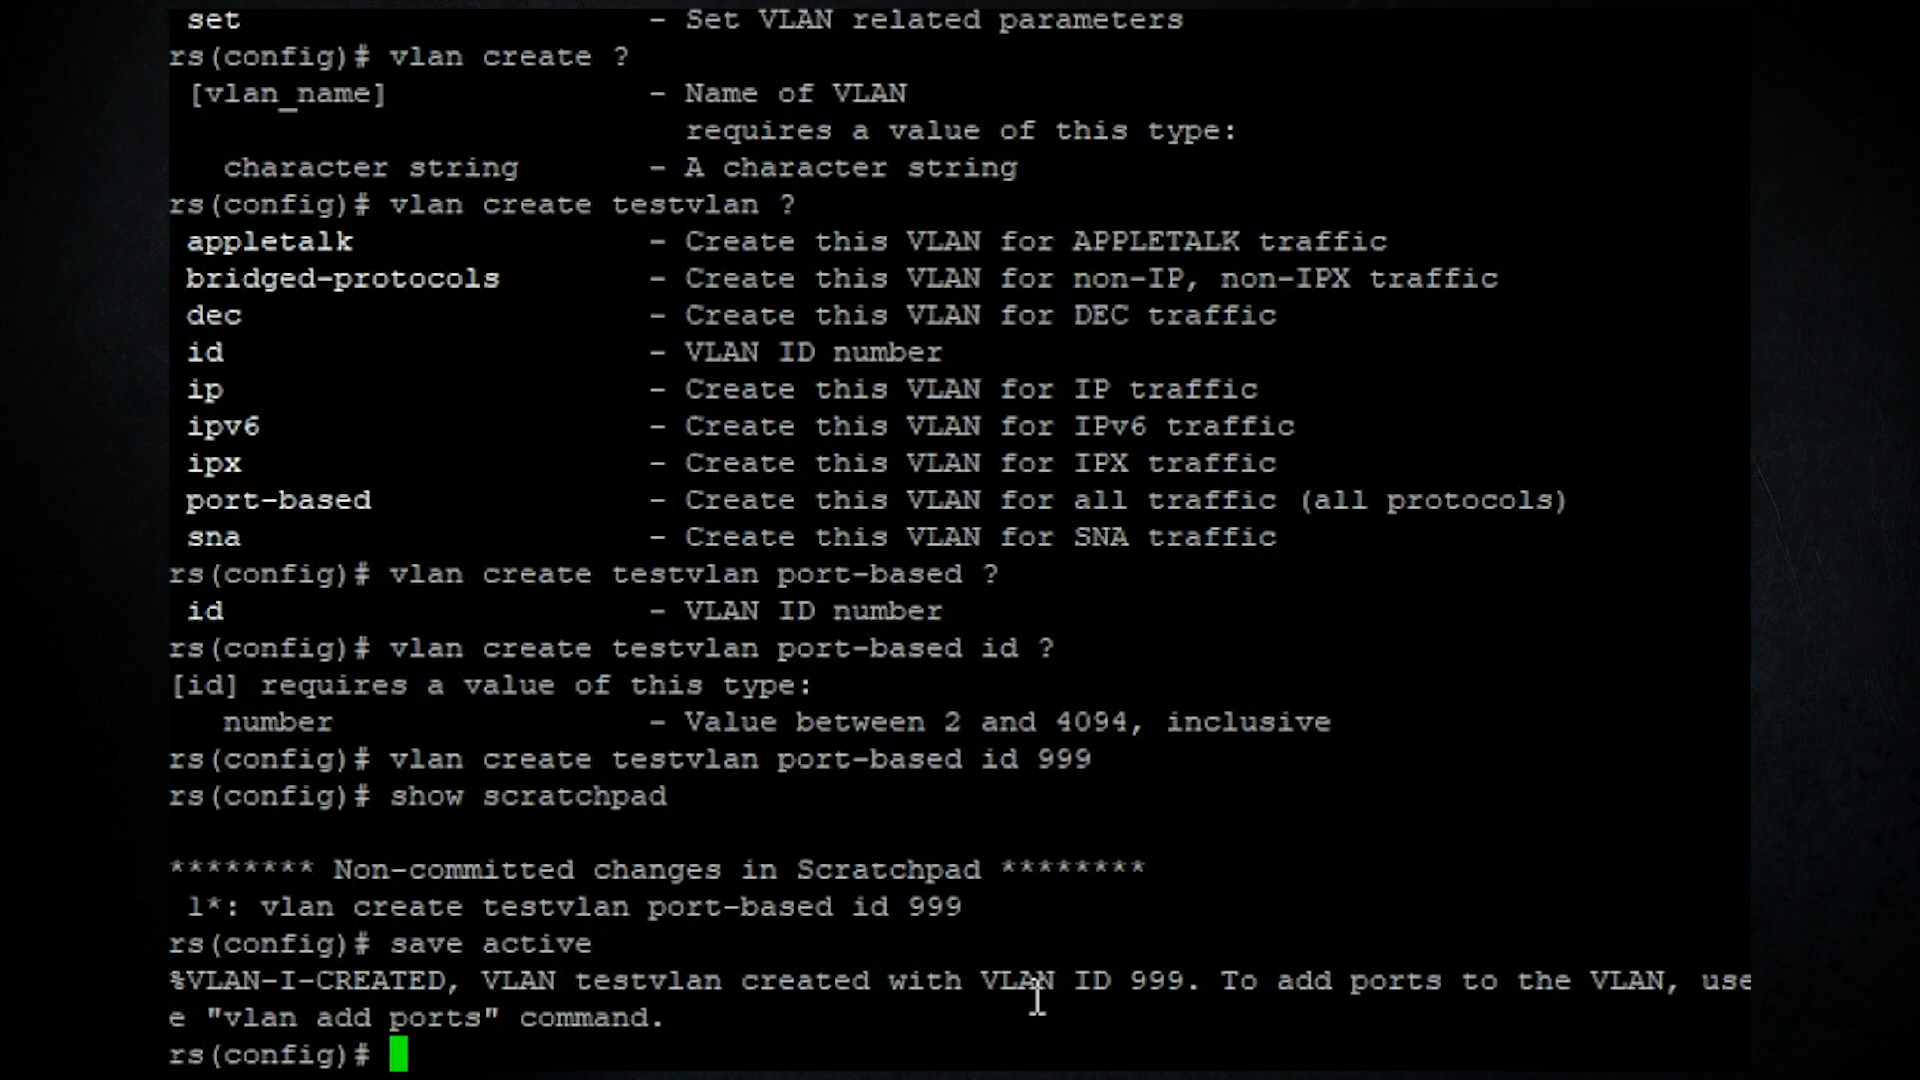 set - Set VLAN related parameters
rs(config)# vlan create ?
[vlan_name] - Name of VLAN
requires a value of this type:
character string - A character string
rs(config)# vlan create testvlan ?
appletalk - Create this VLAN for APPLETALK traffic
bridged-protocols - Create this VLAN for non-IP, non-IPX traffic
dec - Create this VLAN for DEC traffic
id - VLAN ID number
ip - Create this VLAN for IP traffic
ipv6 - Create this VLAN for IPv6 traffic
ipx - Create this VLAN for IPX traffic
port-based - Create this VLAN for all traffic (all protocols)
sna - Create this VLAN for SNA traffic
rs(config)# vlan create testvlan port-based ?
id - VLAN ID number
rs(config)# vlan create testvlan port-based id ?
[id] requires a value of this type:
number - Value between 2 and 4094, inclusive
rs(config)# vlan create testvlan port-based id 999
rs(config)# show scratchpad
******** Non-committed changes in Scratchpad ********
1*: vlan create testvlan port-based id 999
rs(config)# save active
%VLAN-I-CREATED, VLAN testvlan created with VLAN ID 999. To add ports to the VLAN, use
e "vlan add ports" command.
rs(config)#